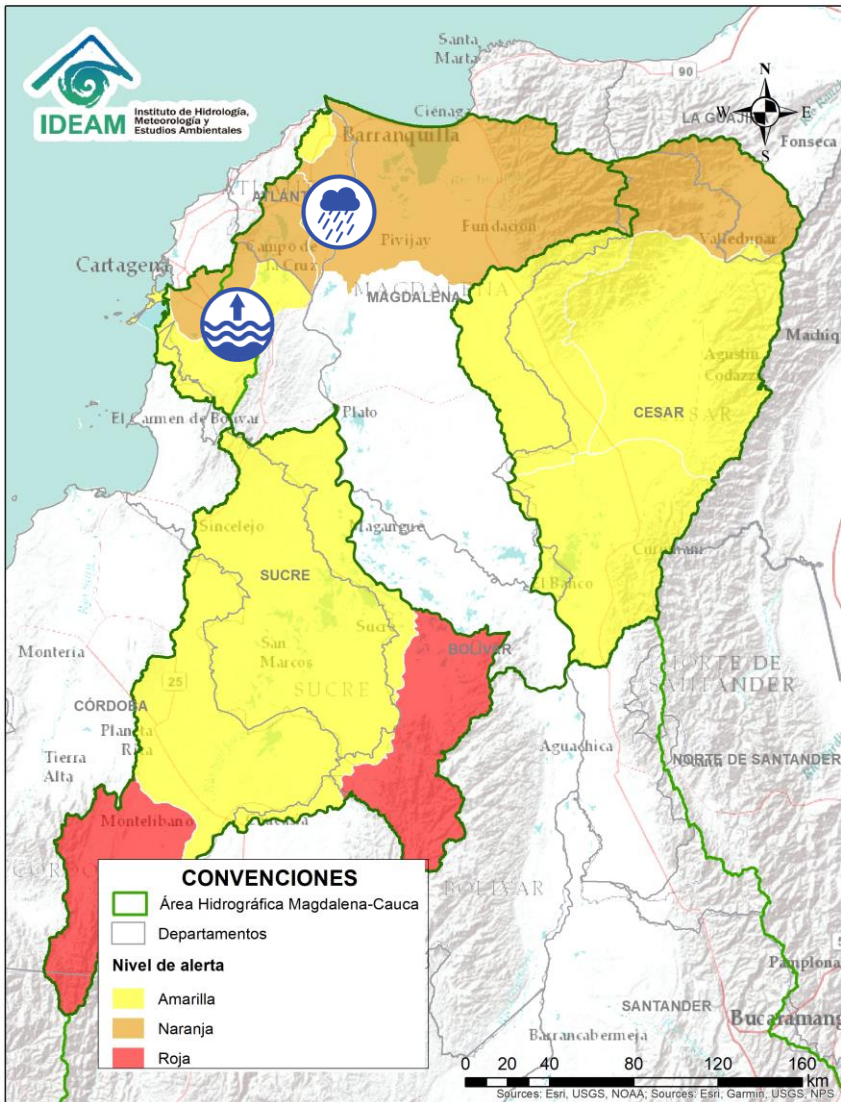 IDEAM
Instituto de Hidrología,
Meteorología y
Estudios Ambientales
Santa
Marta
90
N
W
E
S
Ciénaga
LA GUAJI
Fonseca
Barranquilla
ATLÁNT
Fundación
Pivijay
Valledupar
Campo de
la Cruz
Cartagena
MAGDALENA
Agustín
Codazzi
CESAR
El Carmen de Bolívar
Plato
Sincelejo
Magangué
Curumaní
El Banco
SUCRE
Sucre
San
Marcos
BOLÍVAR
Montería
NORTE DE
SANTANDER
25
SUCRE
CÓRDOBA
Planeta
Rica
Aguachica
Tierra
Alta
NORTE DE SANTANDER
Montelíbano
BOLÍVAR
CONVENCIONES
Área Hidrográfica Magdalena-Cauca
Departamentos
Nivel de alerta
Amarilla
Naranja
Roja
Pamplona
SANTANDER
Bucaramang
Barrancabermeja
0 20 40 80 120 160
km
Sources: Esri, USGS, NOAA; Sources: Esri, Garmin, USGS, NPS